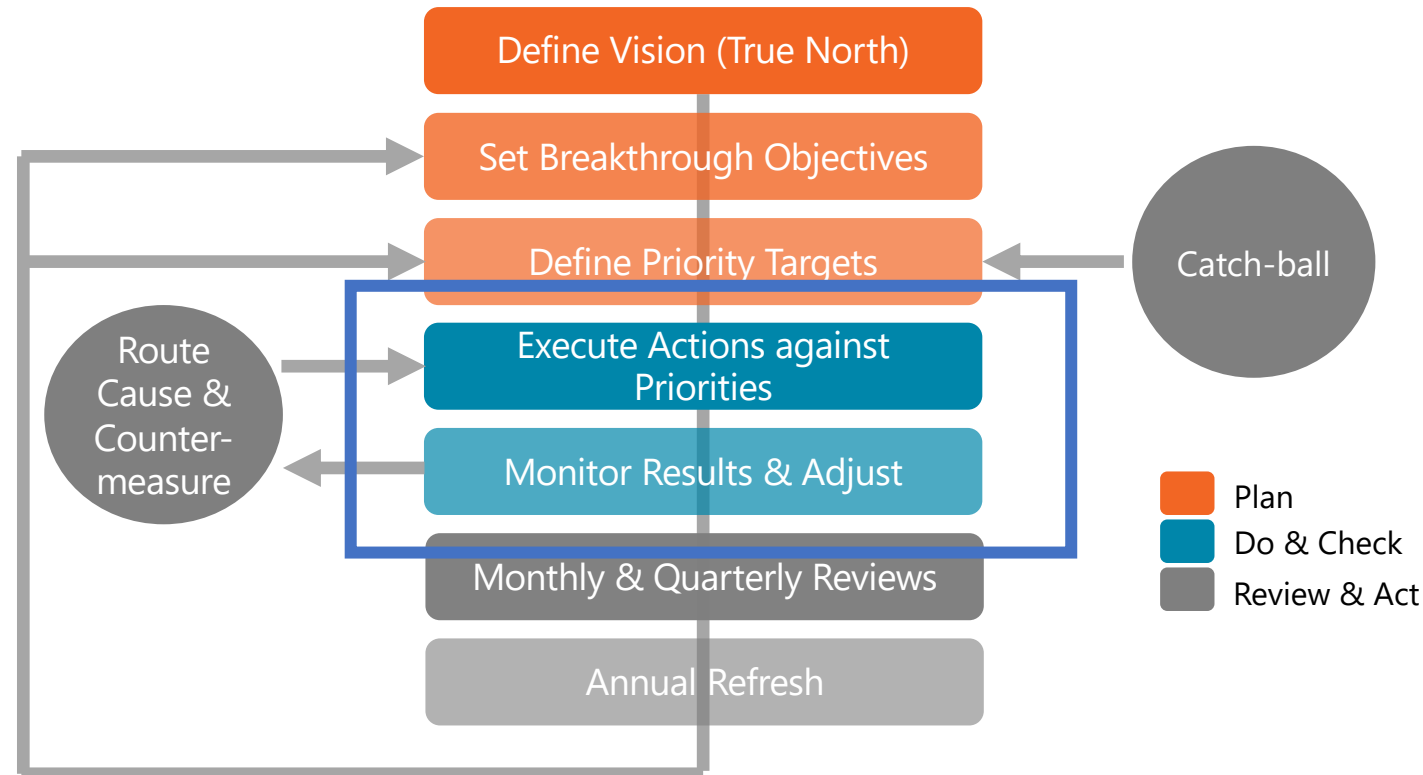 Define Vision (True North)
Set Breakthrough Objectives
Define Priority Targets
Catch-ball
Execute Actions against
Priorities
Route
Cause &
Counter-
measure
Monitor Results & Adjust
Monthly & Quarterly Reviews
Annual Refresh
Plan
Do & Check
Review & Act